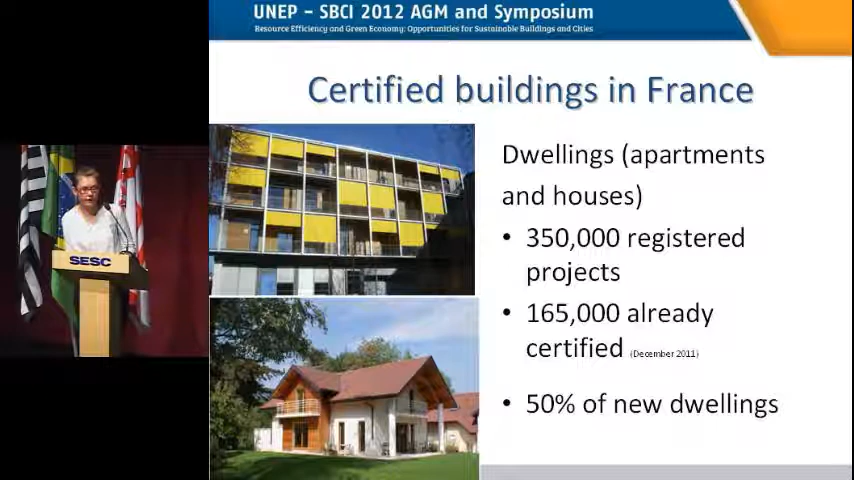 UNEP – SBCI 2012 AGM and Symposium
Resource Efficiency and Green Economy: Opportunities for Sustainable Buildings and Cities
Certified buildings in France
Dwellings (apartments
and houses)
• 350,000 registered
projects
• 165,000 already
certified (December 2011)
• 50% of new dwellings
SESC